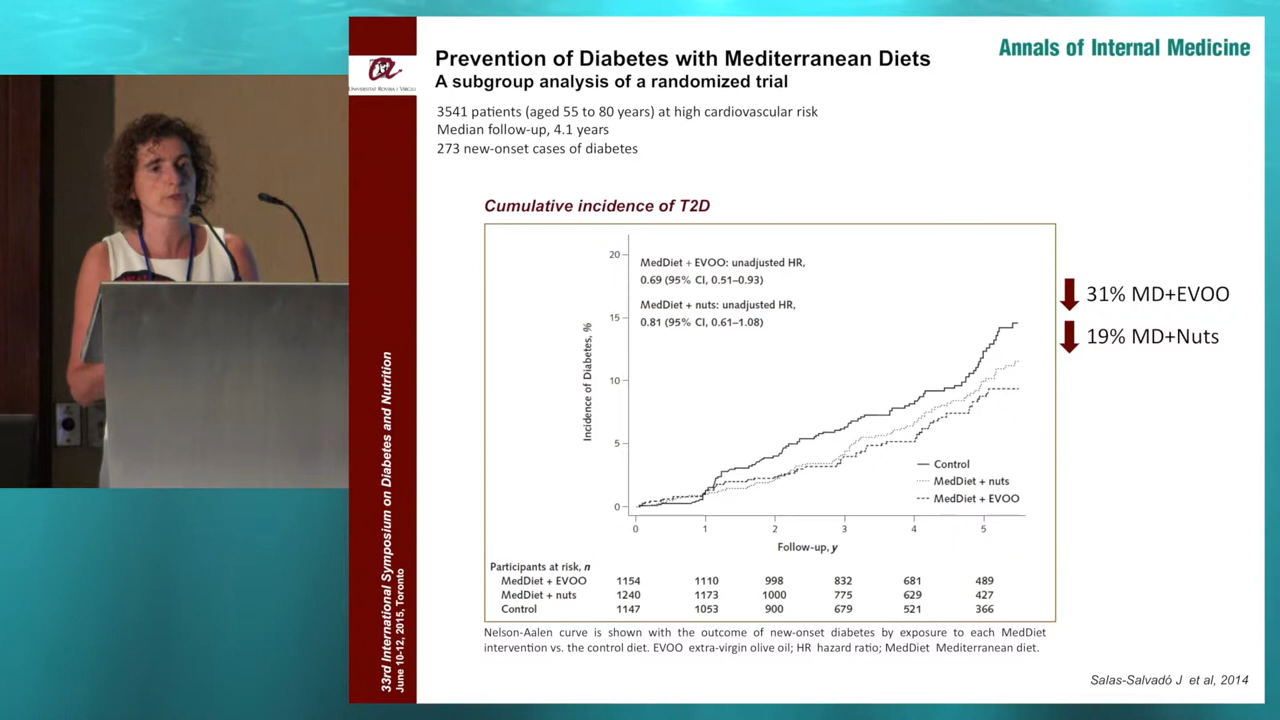 Annals of Internal Medicine
Prevention of Diabetes with Mediterranean Diets
A subgroup analysis of a randomized trial
UNIVERSITAT ROVIRA I VIRGILI
3541 patients (aged 55 to 80 years) at high cardiovascular risk
Median follow-up, 4.1 years
273 new-onset cases of diabetes
Cumulative incidence of T2D
MedDiet + EVOO: unadjusted HR,
0.69 (95% CI, 0.51–0.93)
MedDiet + nuts: unadjusted HR,
0.81 (95% CI, 0.61–1.08)
Incidence of Diabetes, %
20
15
10
5
0
0 1 2 3 4 5
Follow-up, y
Control
MedDiet + nuts
MedDiet + EVOO
31% MD+EVOO
19% MD+Nuts
Participants at risk, n
MedDiet + EVOO 1154 1110 998 832 681 489
MedDiet + nuts 1240 1173 1000 775 629 427
Control 1147 1053 900 679 521 366
Nelson-Aalen curve is shown with the outcome of new-onset diabetes by exposure to each MedDiet
intervention vs. the control diet. EVOO extra-virgin olive oil; HR hazard ratio; MedDiet Mediterranean diet.
Salas-Salvadó J et al, 2014
33rd International Symposium on Diabetes and Nutrition
June 10-12, 2015, Toronto